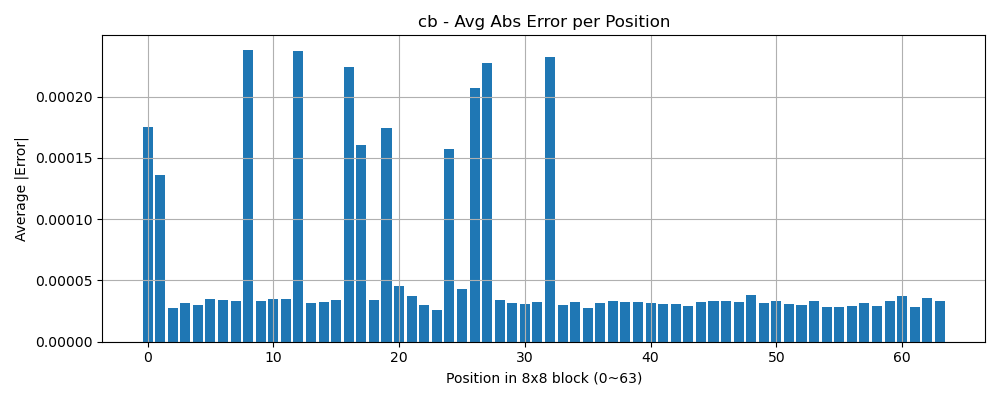 cb - Avg Abs Error per Position
Average |Error|
0.00020
0.00015
0.00010
0.00005
0.00000
0 10 20 30 40 50 60
Position in 8x8 block (0~63)